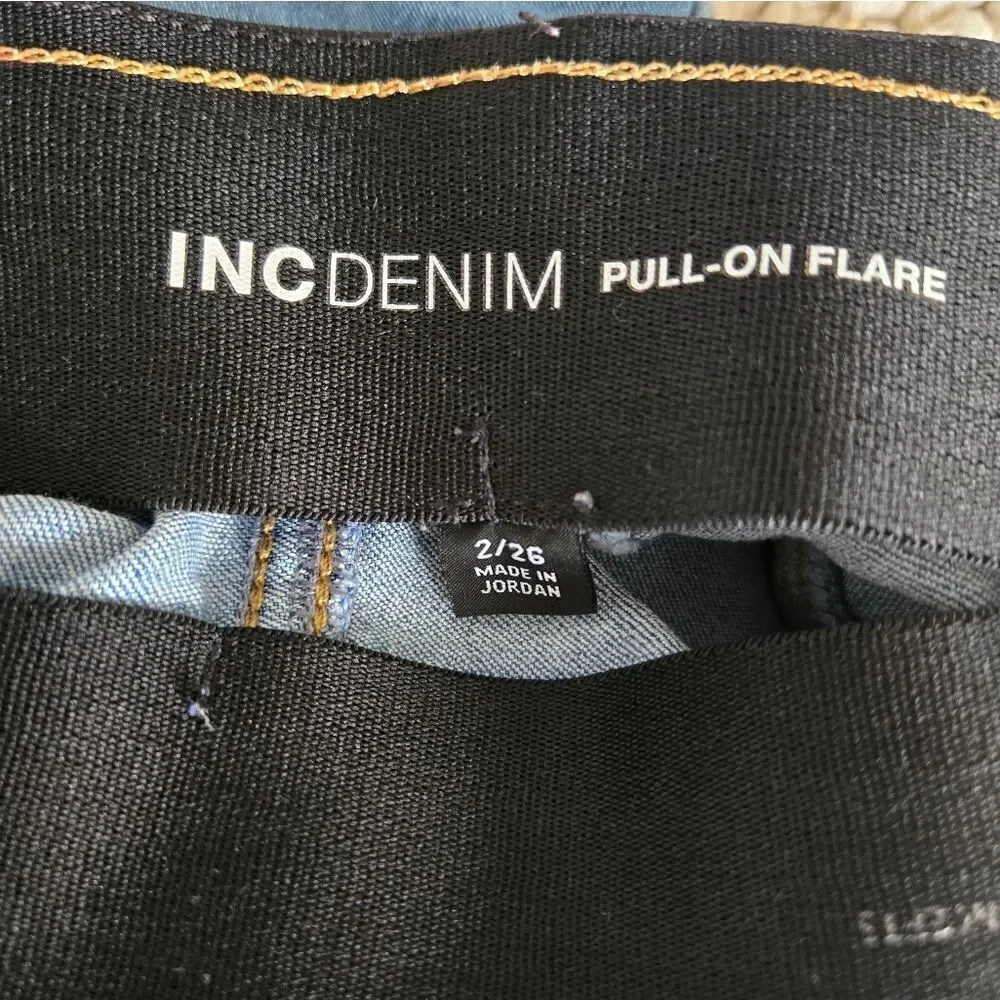 INCDENIM PULL-ON FLARE
2/26
MADE IN
JORDAN